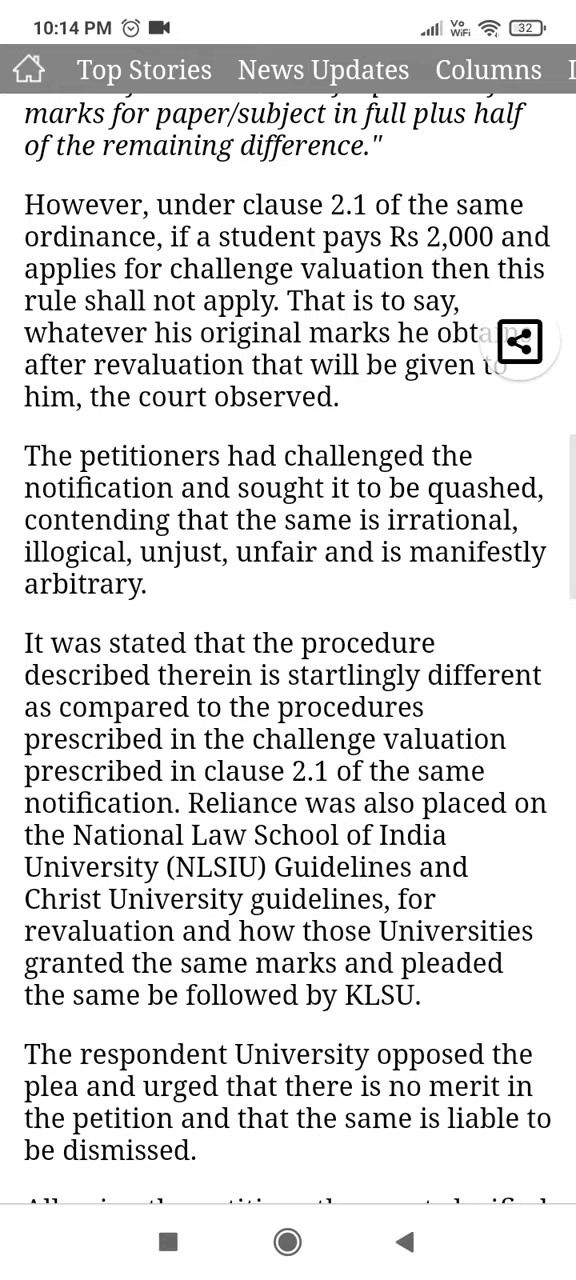 10:14 PM Vo WiFi 32
Top Stories News Updates Columns
marks for paper/subject in full plus half
of the remaining difference."
However, under clause 2.1 of the same
ordinance, if a student pays Rs 2,000 and
applies for challenge valuation then this
rule shall not apply. That is to say,
whatever his original marks he obtains
after revaluation that will be given to
him, the court observed.
The petitioners had challenged the
notification and sought it to be quashed,
contending that the same is irrational,
illogical, unjust, unfair and is manifestly
arbitrary.
It was stated that the procedure
described therein is startlingly different
as compared to the procedures
prescribed in the challenge valuation
prescribed in clause 2.1 of the same
notification. Reliance was also placed on
the National Law School of India
University (NLSIU) Guidelines and
Christ University guidelines, for
revaluation and how those Universities
granted the same marks and pleaded
the same be followed by KLSU.
The respondent University opposed the
plea and urged that there is no merit in
the petition and that the same is liable to
be dismissed.